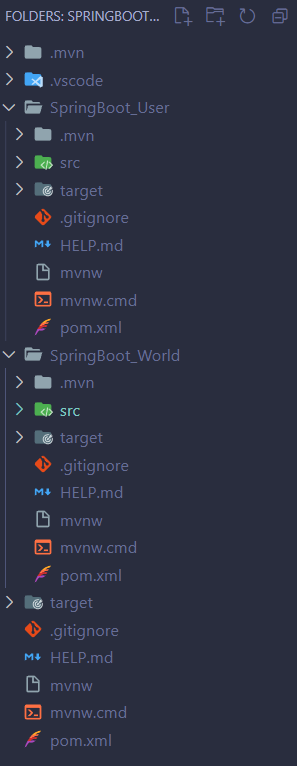 FOLDERS: SPRINGBOOT_...
.mvn
.vscode
SpringBoot_User
.mvn
src
target
.gitignore
HELP.md
mvnw
mvnw.cmd
pom.xml
SpringBoot_World
.mvn
src
target
.gitignore
HELP.md
mvnw
mvnw.cmd
pom.xml
target
.gitignore
HELP.md
mvnw
mvnw.cmd
pom.xml